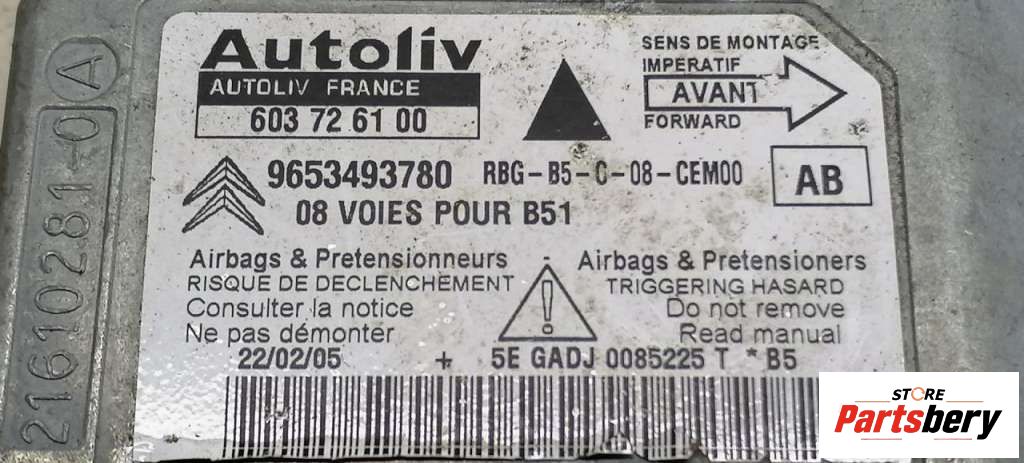 Autoliv
AUTOLIV FRANCE
603 72 61 00
SENS DE MONTAGE
IMPERATIF
AVANT
FORWARD
9653493780 RBG-B5-C-08-CEM00
AB
08 VOIES POUR B51
Airbags & Pretensionneurs
RISQUE DE DECLENCHEMENT
Consulter la notice
Ne pas démonter
Airbags & Pretensioners
TRIGGERING HASARD
Do not remove
Read manual
22/02/05 + 5E GADJ 0085225 T * B5
21610281-0 A
STORE
Partsbery